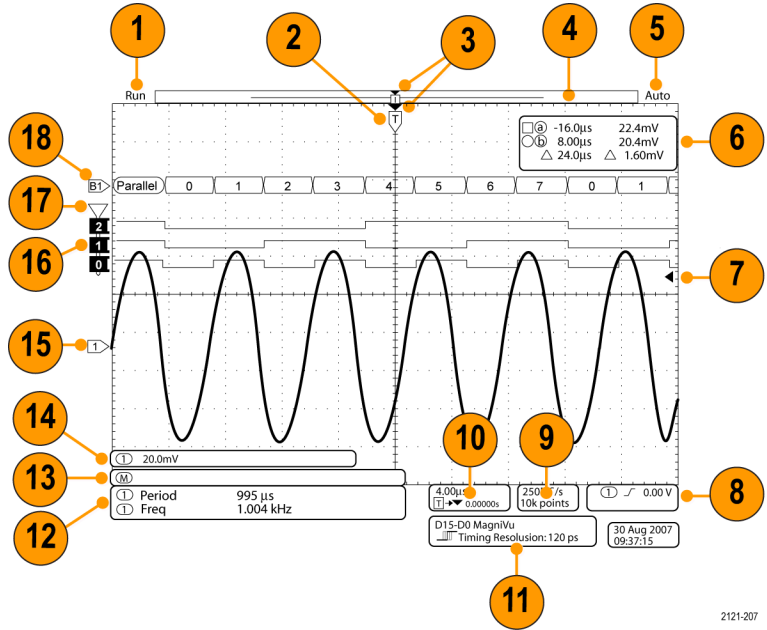 1
2
3
4
5
Run
Auto
T
a -16.0µs 22.4mV
b 8.00µs 20.4mV
△ 24.0µs △ 1.60mV
6
18
B1
Parallel 0 1 2 3 4 5 6 7 0 1
17
2
1
0
16
7
15
1
14
1 20.0mV
13
M
12
1 Period 995 µs
1 Freq 1.004 kHz
10
4.00µs
T 0.00000s
9
10k points
1 0.00 V
8
D15-D0 MagniVu
Timing Resolution: 120 ps
30 Aug 2007
09:37:15
11
2121-207